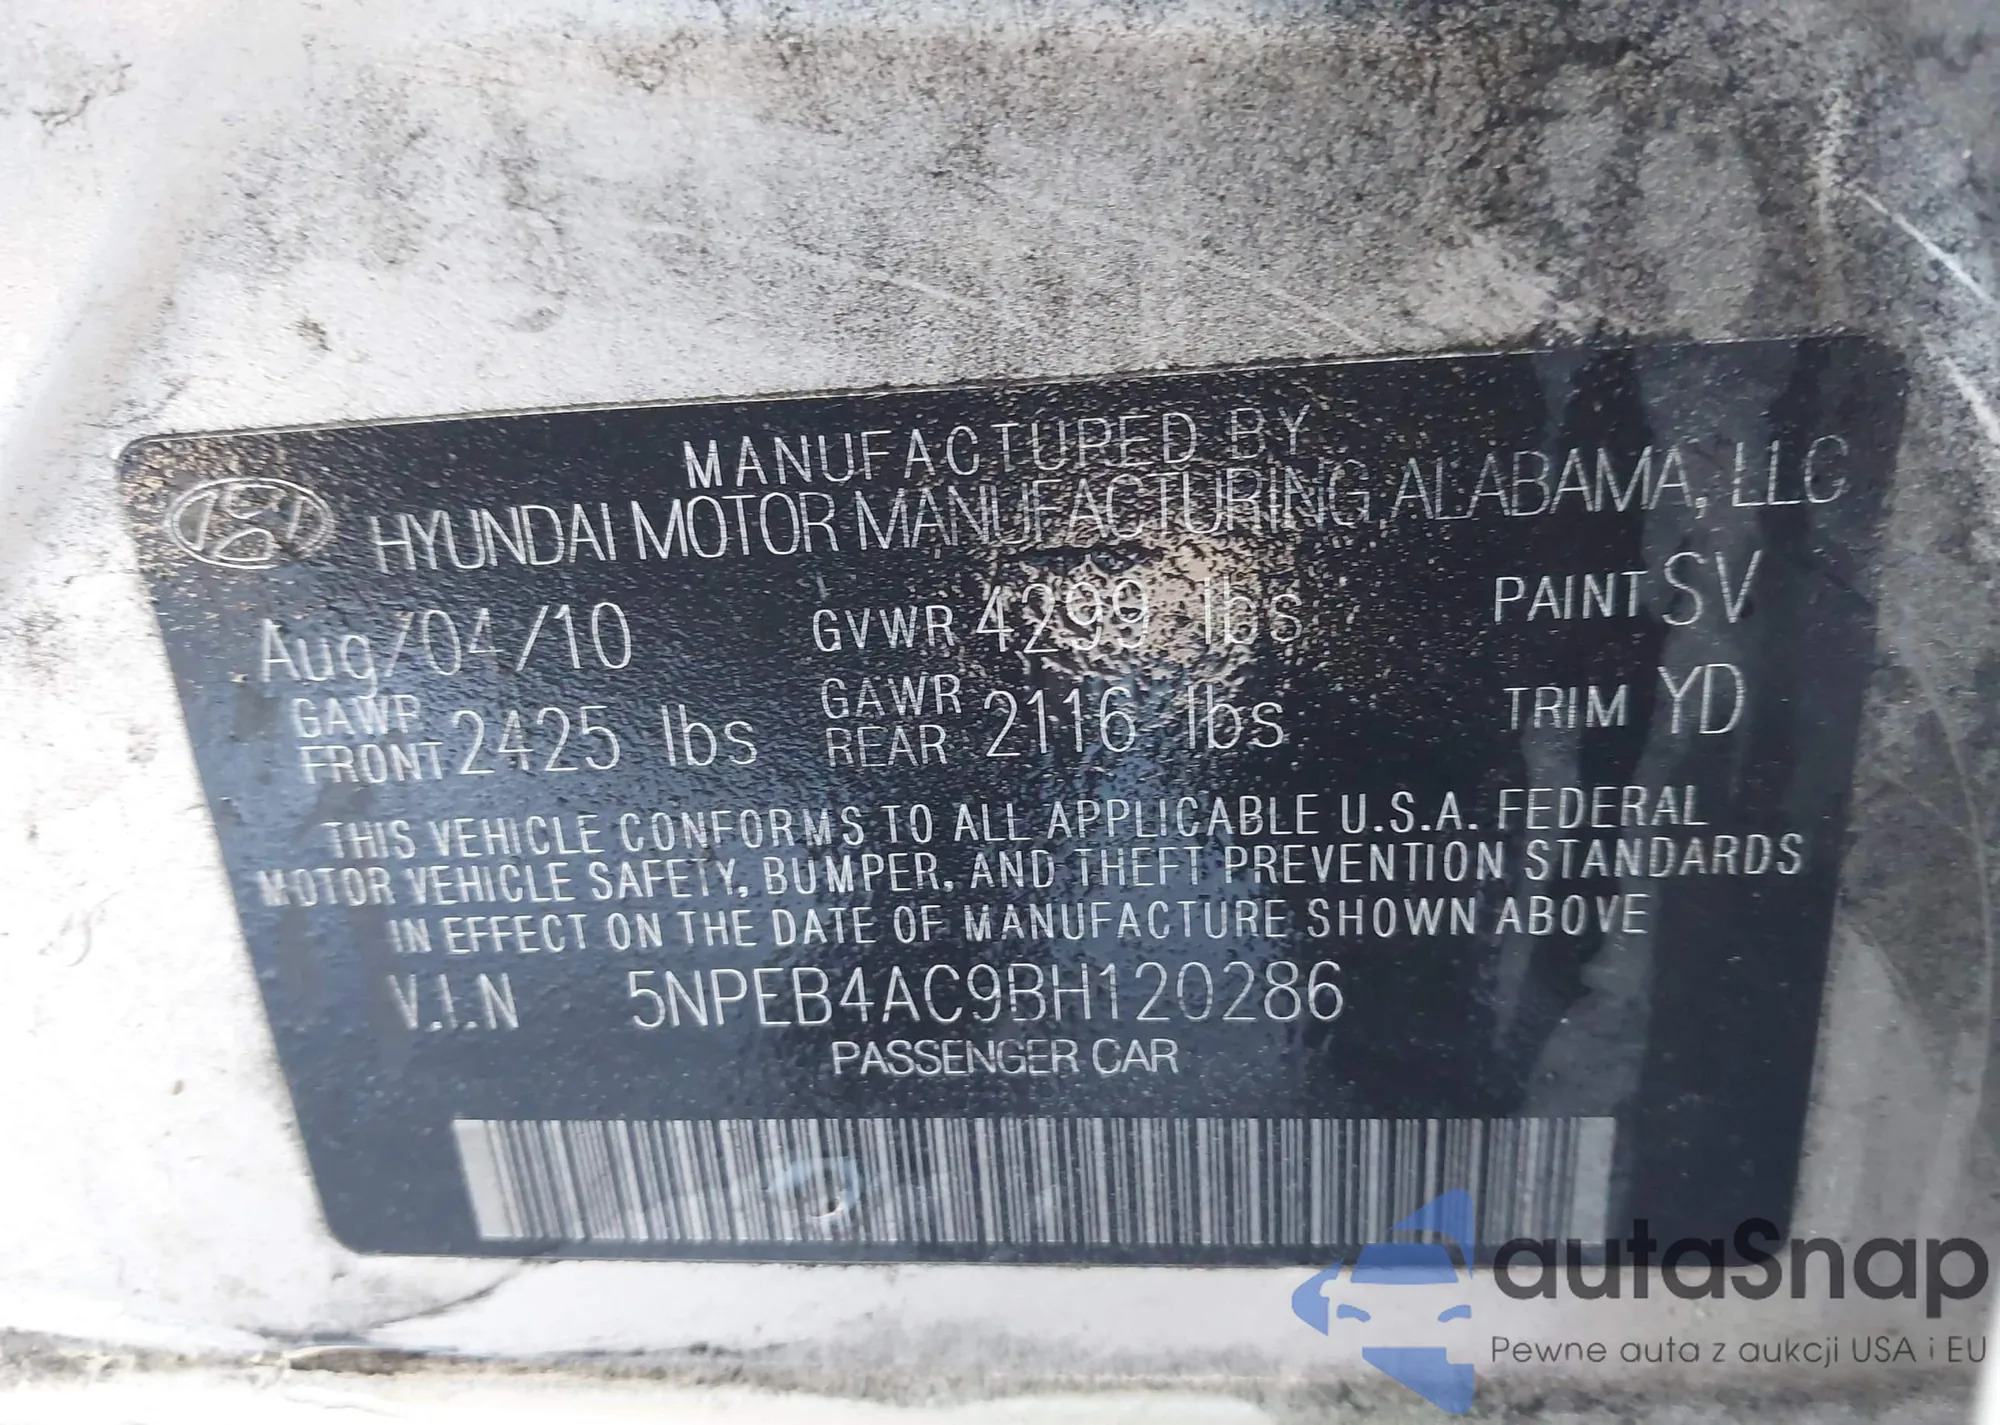 MANUFACTURED BY
HYUNDAI MOTOR MANUFACTURING ALABAMA, LLC
Aug/04/10 GVWR 4299 lbs PAINT SV
GAWR FRONT 2425 lbs GAWR REAR 2116 lbs TRIM YD
THIS VEHICLE CONFORMS TO ALL APPLICABLE U.S.A. FEDERAL
MOTOR VEHICLE SAFETY, BUMPER, AND THEFT PREVENTION STANDARDS
IN EFFECT ON THE DATE OF MANUFACTURE SHOWN ABOVE
V.I.N 5NPEB4AC9BH120286
PASSENGER CAR
autaSnap
Pewne auta z aukcji USA i EU